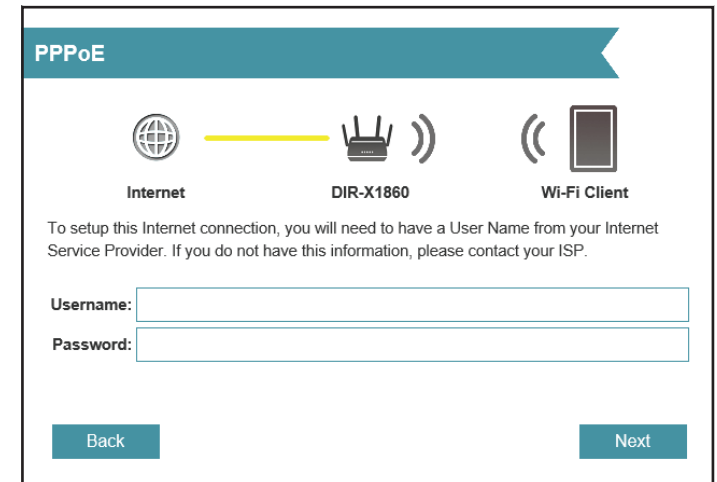 PPPoE
Internet
DIR-X1860
Wi-Fi Client
To setup this Internet connection, you will need to have a User Name from your Internet
Service Provider. If you do not have this information, please contact your ISP.
Username:
Password:
Back
Next